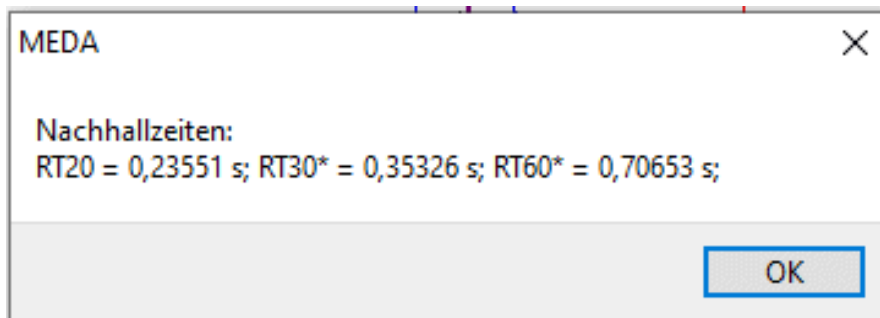 MEDA
Nachhallzeiten:
RT20 = 0,23551 s; RT30* = 0,35326 s; RT60* = 0,70653 s;
OK